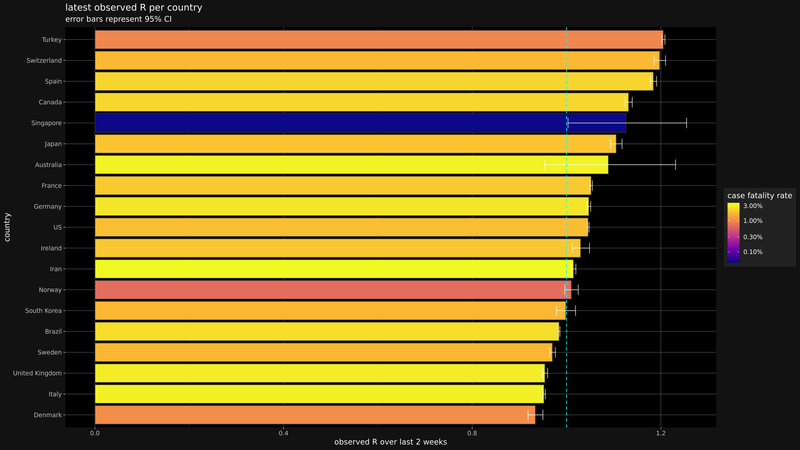 latest observed R per country
error bars represent 95% CI
country
Turkey
Switzerland
Spain
Canada
Singapore
Japan
Australia
France
Germany
US
Ireland
Iran
Norway
South Korea
Brazil
Sweden
United Kingdom
Italy
Denmark
0.0
0.4
0.8
1.2
observed R over last 2 weeks
case fatality rate
3.00%
1.00%
0.30%
0.10%